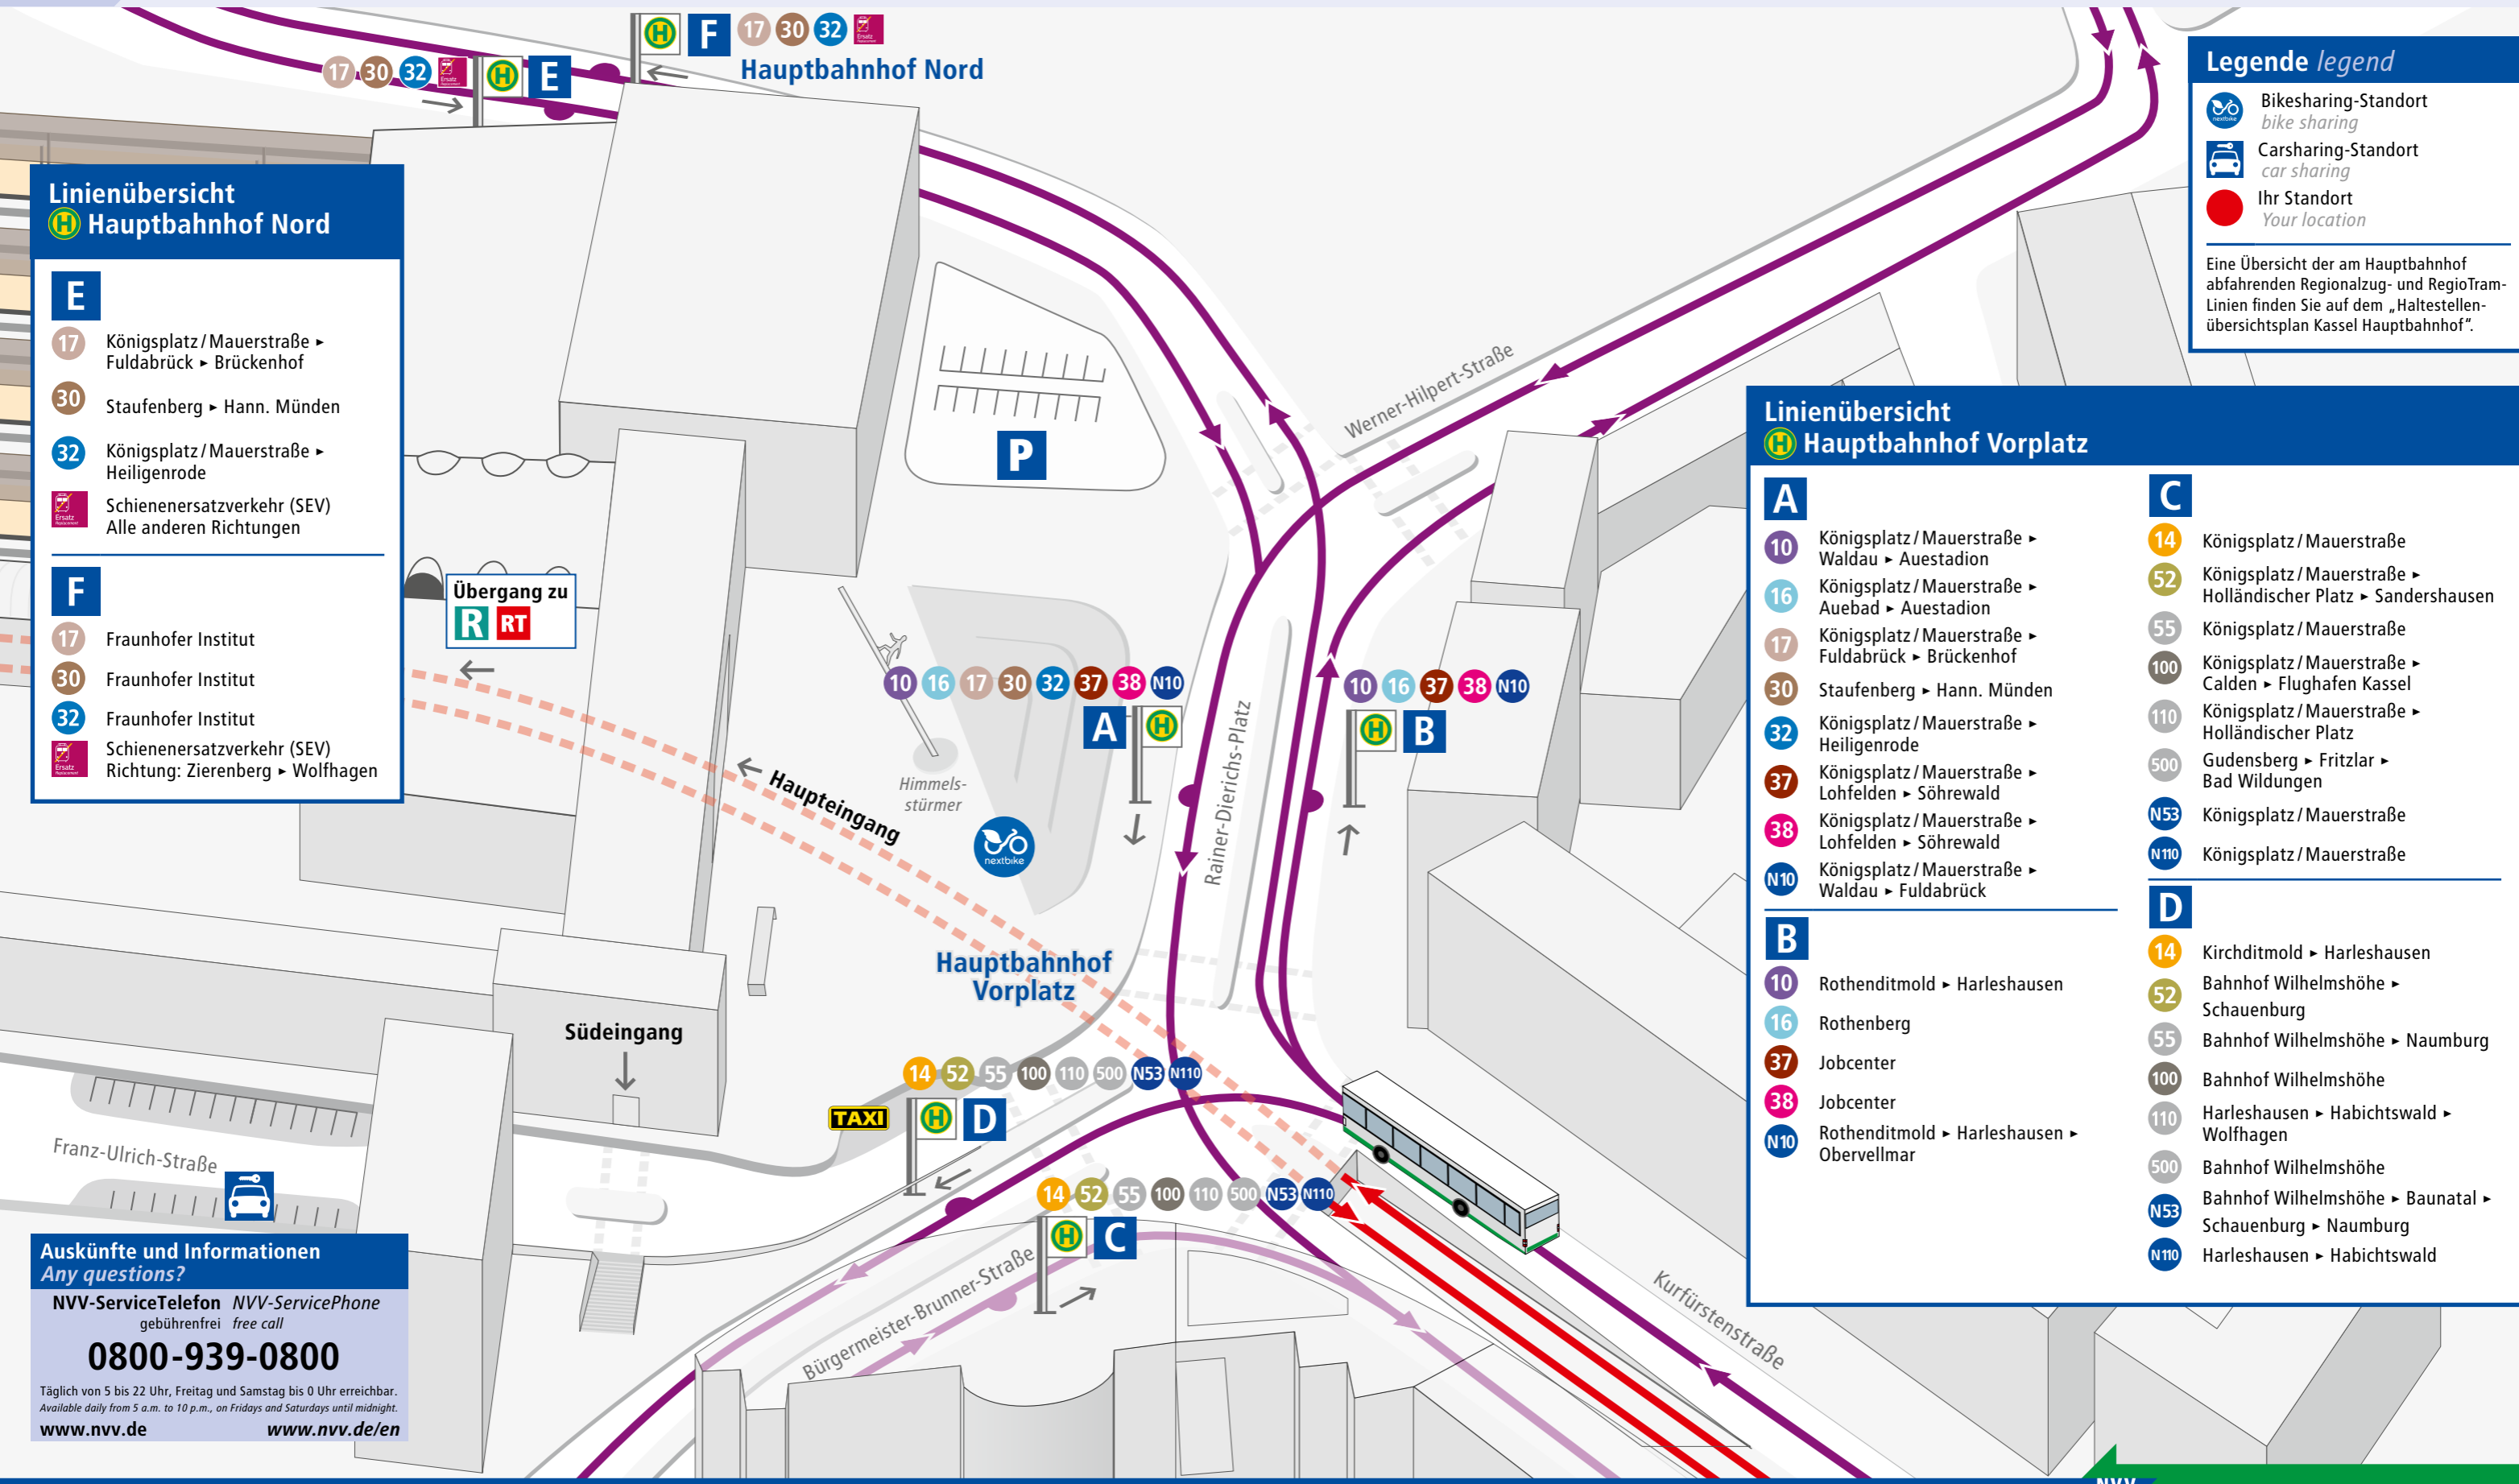 F 17 30 32 Ersatz
Hauptbahnhof Nord
17 30 32 Ersatz H E
Legende legend
nextbike
Bikesharing-Standort
bike sharing
Carsharing-Standort
car sharing
Ihr Standort
Your location
Eine Übersicht der am Hauptbahnhof
abfahrenden Regionalzug- und RegioTram-
Linien finden Sie auf dem „Haltestellen-
übersichtsplan Kassel Hauptbahnhof“.
Linienübersicht
H Hauptbahnhof Nord
E
17 Königsplatz/Mauerstraße ▸
Fuldabrück ▸ Brückenhof
30 Staufenberg ▸ Hann. Münden
32 Königsplatz/Mauerstraße ▸
Heiligenrode
Ersatz Schienenersatzverkehr (SEV)
Alle anderen Richtungen
F
17 Fraunhofer Institut
30 Fraunhofer Institut
32 Fraunhofer Institut
Ersatz Schienenersatzverkehr (SEV)
Richtung: Zierenberg ▸ Wolfhagen
P
Werner-Hilpert-Straße
Übergang zu
R RT
10 16 17 30 32 37 38 N10
A H
10 16 37 38 N10
H B
Rainer-Dierichs-Platz
Himmels-
stürmer
← Haupteingang
nextbike
Hauptbahnhof
Vorplatz
Südeingang
14 52 55 100 110 500 N53 N110
TAXI H D
Franz-Ulrich-Straße
14 52 55 100 110 500 N53 N110
H C
Bürgermeister-Brunner-Straße
Kurfürstenstraße
Linienübersicht
H Hauptbahnhof Vorplatz
A
10 Königsplatz/Mauerstraße ▸
Waldau ▸ Auestadion
16 Königsplatz/Mauerstraße ▸
Auebad ▸ Auestadion
17 Königsplatz/Mauerstraße ▸
Fuldabrück ▸ Brückenhof
30 Staufenberg ▸ Hann. Münden
32 Königsplatz/Mauerstraße ▸
Heiligenrode
37 Königsplatz/Mauerstraße ▸
Lohfelden ▸ Söhrewald
38 Königsplatz/Mauerstraße ▸
Lohfelden ▸ Söhrewald
N10 Königsplatz/Mauerstraße ▸
Waldau ▸ Fuldabrück
B
10 Rothenditmold ▸ Harleshausen
16 Rothenberg
37 Jobcenter
38 Jobcenter
N10 Rothenditmold ▸ Harleshausen ▸
Obervellmar
C
14 Königsplatz/Mauerstraße
52 Königsplatz/Mauerstraße ▸
Holländischer Platz ▸ Sandershausen
55 Königsplatz/Mauerstraße
100 Königsplatz/Mauerstraße ▸
Calden ▸ Flughafen Kassel
110 Königsplatz/Mauerstraße ▸
Holländischer Platz
500 Gudensberg ▸ Fritzlar ▸
Bad Wildungen
N53 Königsplatz/Mauerstraße
N110 Königsplatz/Mauerstraße
D
14 Kirchditmold ▸ Harleshausen
52 Bahnhof Wilhelmshöhe ▸
Schauenburg
55 Bahnhof Wilhelmshöhe ▸ Naumburg
100 Bahnhof Wilhelmshöhe
110 Harleshausen ▸ Habichtswald ▸
Wolfhagen
500 Bahnhof Wilhelmshöhe
N53 Bahnhof Wilhelmshöhe ▸ Baunatal ▸
Schauenburg ▸ Naumburg
N110 Harleshausen ▸ Habichtswald
Auskünfte und Informationen
Any questions?
NVV-ServiceTelefon NVV-ServicePhone
gebührenfrei free call
0800-939-0800
Täglich von 5 bis 22 Uhr, Freitag und Samstag bis 0 Uhr erreichbar.
Available daily from 5 a.m. to 10 p.m., on Fridays and Saturdays until midnight.
www.nvv.de www.nvv.de/en
NVV